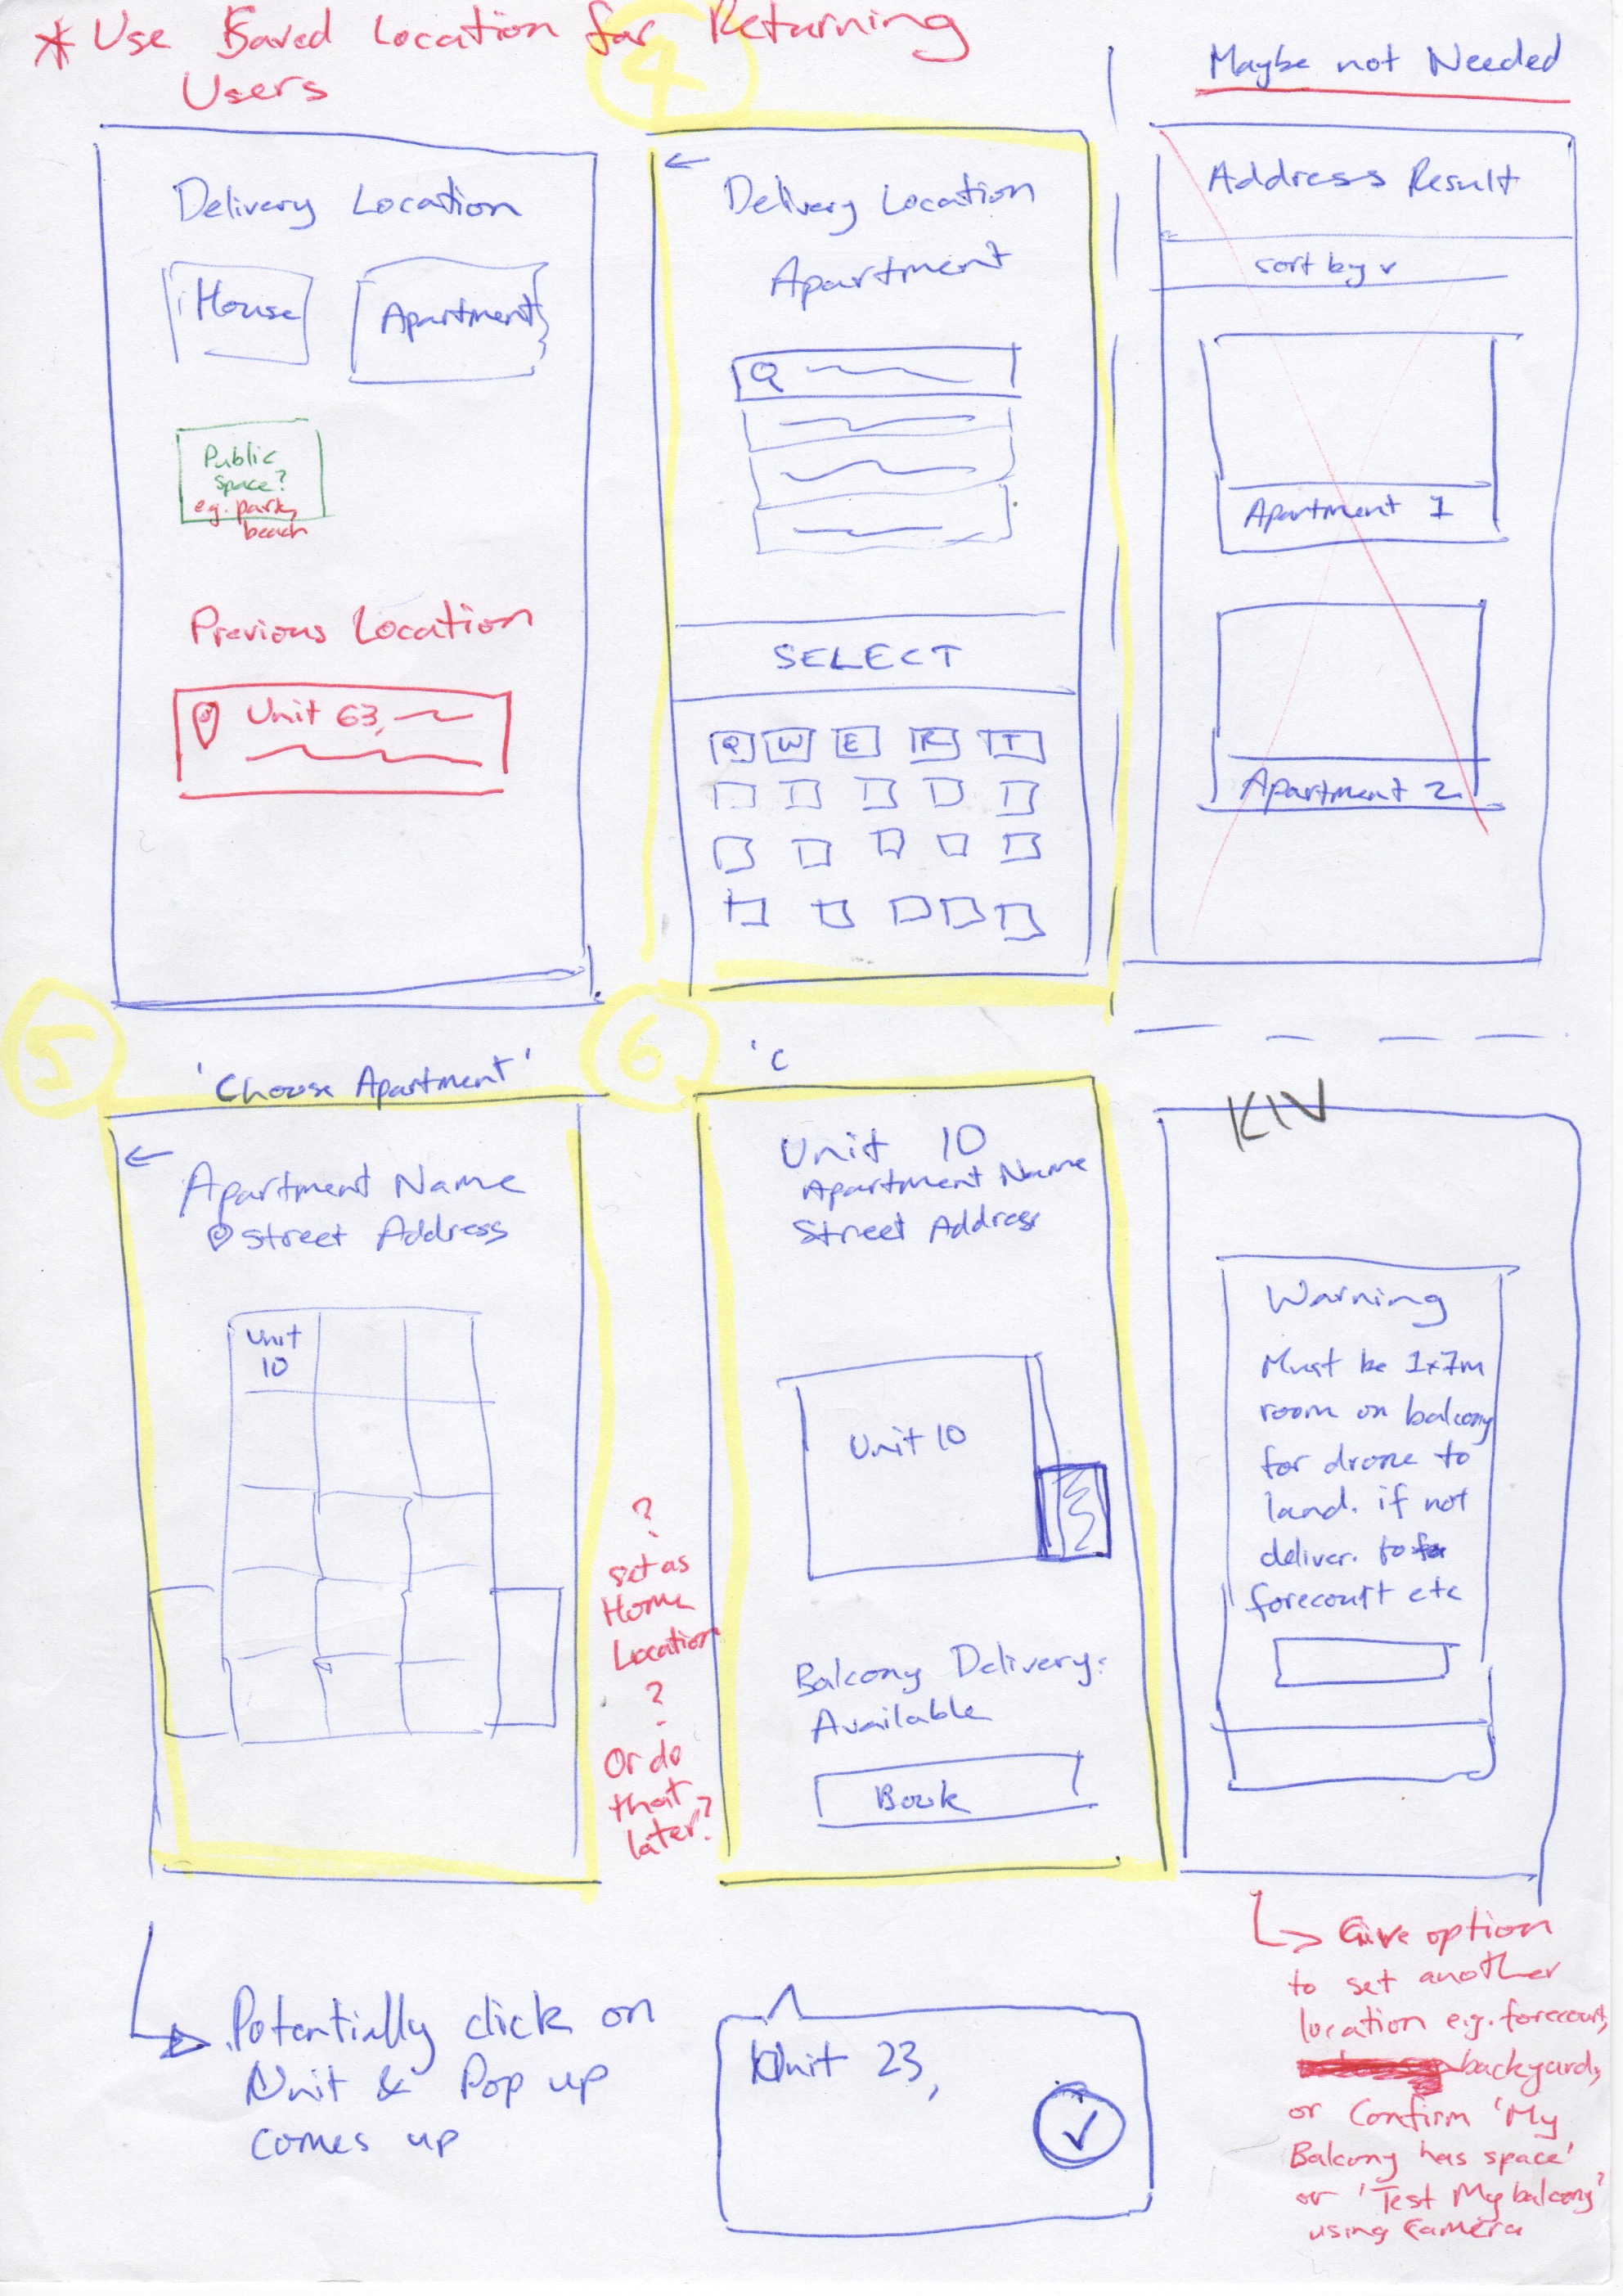 * Use Saved Location for Returning
Users
4
Maybe not Needed
Delivery Location
House
Apartment
Public
space?
e.g. park,
beach
Previous Location
Unit 63,
←
Delivery Location
Apartment
SELECT
Q W E R T
Address Result
sort by v
Apartment 1
Apartment 2
5
'Choose Apartment'
←
Apartment Name
Street Address
Unit
10
?
set as
Home
Location
?
Or do
that
later?
6
'C
Unit 10
Apartment Name
Street Address
Unit 10
Balcony Delivery:
Available
Book
KIV
Warning
Must be 1x7m
room on balcony
for drone to
land. if not
deliver. to
forecourt etc
Potentially click on
Unit & Pop up
comes up
Unit 23,
Give option
to set another
location e.g. forecourt,
backyard,
or Confirm 'My
Balcony has space'
or 'Test My balcony'
using Camera